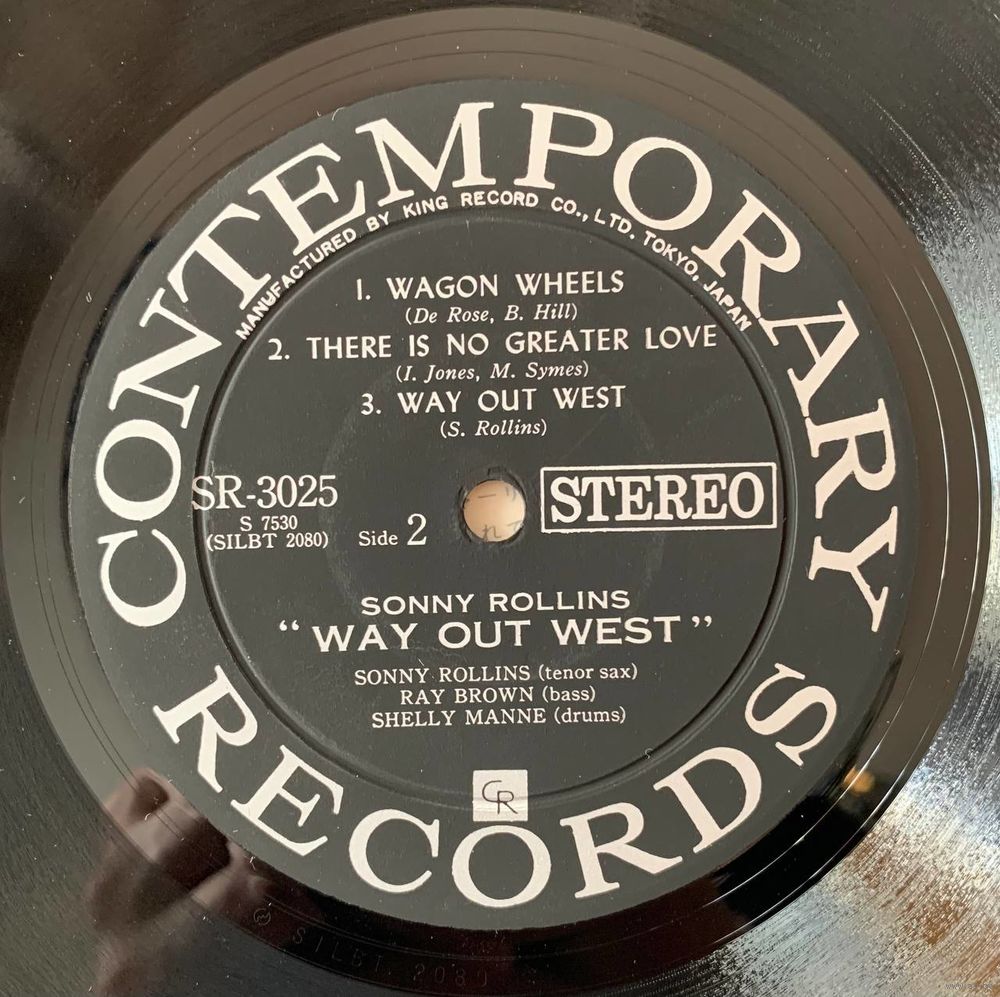 CONTEMPORARY
MANUFACTURED BY KING RECORD CO., LTD. TOKYO, JAPAN
1. WAGON WHEELS
(De Rose, B. Hill)
2. THERE IS NO GREATER LOVE
(I. Jones, M. Symes)
3. WAY OUT WEST
(S. Rollins)
SR-3025
S 7530
(SILBT 2080)
Side 2
STEREO
SONNY ROLLINS
“WAY OUT WEST”
SONNY ROLLINS (tenor sax)
RAY BROWN (bass)
SHELLY MANNE (drums)
CR
RECORDS
SILBT 2080